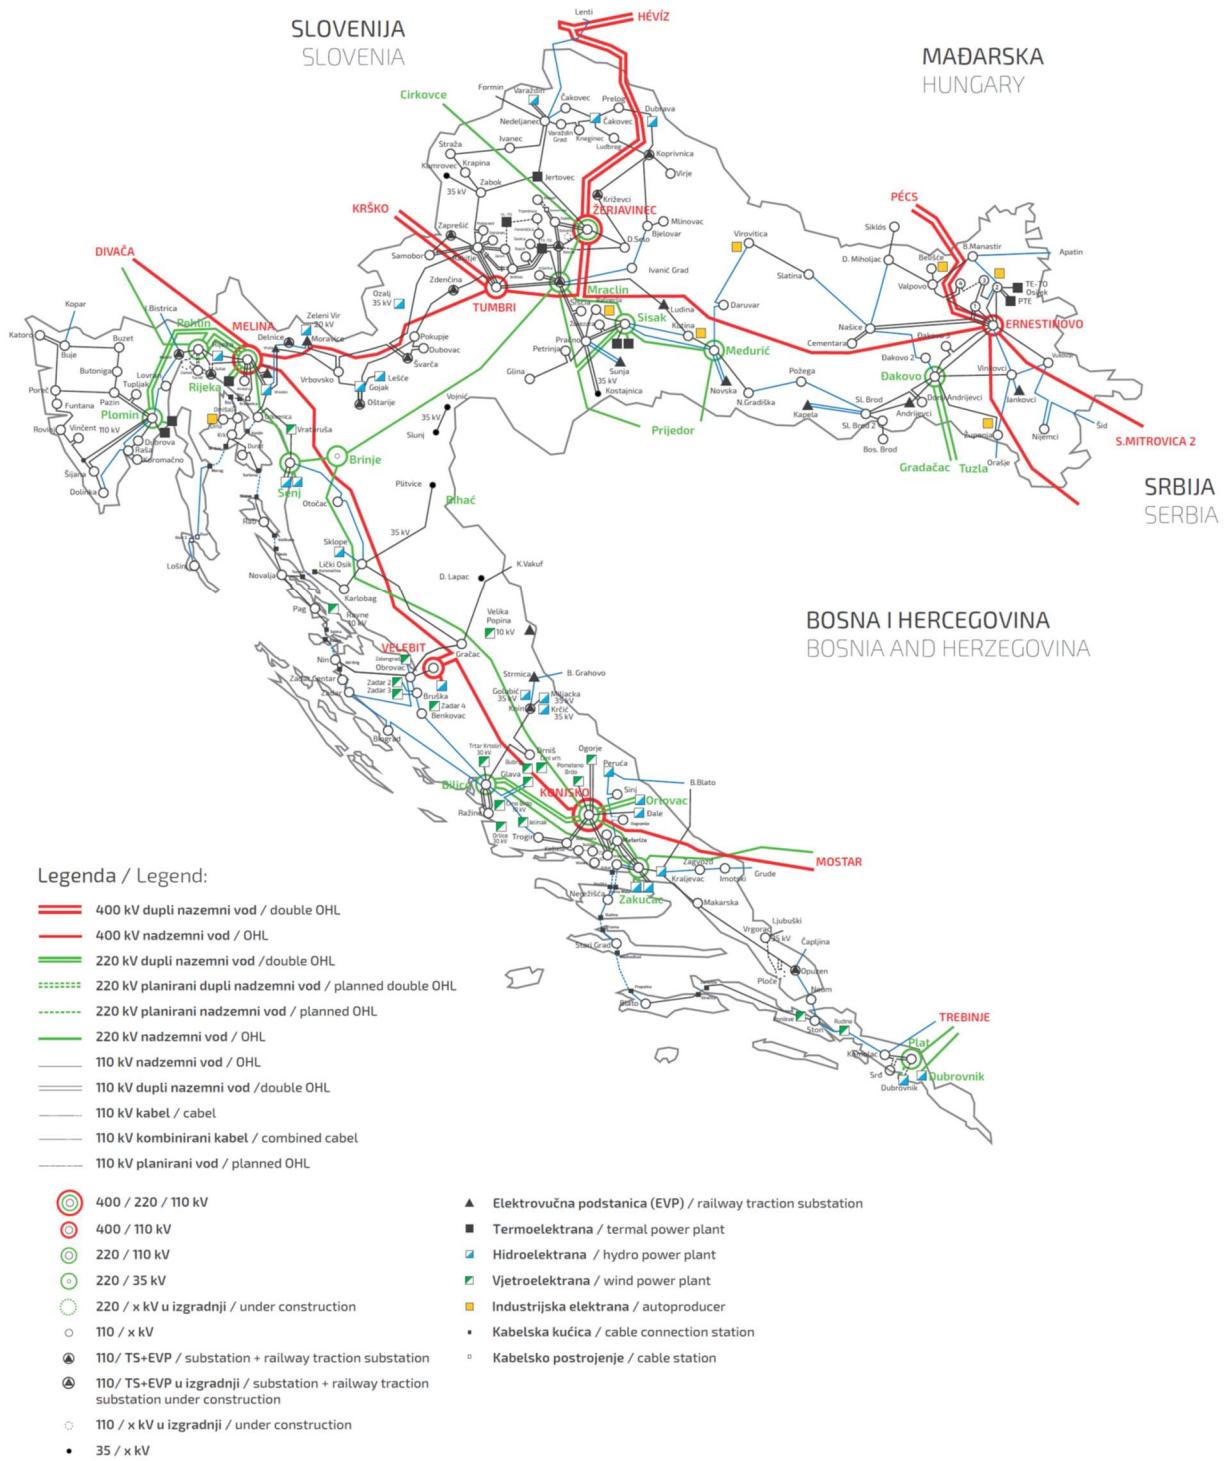 SLOVENIJA
SLOVENIA
MAĐARSKA
HUNGARY
Lenti
HÉVÍZ
Cirkovce
Formin
Varaždin
Čakovec
Prelog
Dubrava
Nedeljanec
Varaždin
Grad
Kneginec
Čakovec
Ludbreg
Ivanec
Straža
Kumrovec
Krapina
35 kV
Zabok
Jertovec
Koprivnica
Virje
Križevci
KRŠKO
ŽERJAVINEC
Mlinovac
Bjelovar
D.Selo
Zaprešić
Samobor
Ivanić Grad
Zdenčina
Mraclin
TUMBRI
Ozalj
35 kV
DIVAČA
PÉCS
Siklós
Virovitica
D. Miholjac
Belišće
B.Manastir
Apatin
Slatina
Valpovo
TE-TO
Osijek
PTE
Daruvar
Našice
ERNESTINOVO
Ludina
Kutina
Sisak
Cementara
Đakovo 3
Đakovo 2
Vinkovci
Vukovar
Kopar
Katoro
Buje
Buzet
Butoniga
I.Bistrica
Pehlin
MELINA
Delnice
Zeleni Vir
20 kV
Moravice
Pokupje
Dubovac
Švarča
Pračno
Petrinja
Međurić
Glina
Sunja
35 kV
Kostajnica
Novska
N.Gradiška
Požega
Kapela
Sl. Brod
Sl. Brod 2
Bos. Brod
Đakovo
Donji Andrijevci
Andrijevci
Jankovci
Županja
Nijemci
Šid
Orašje
Gradačac
Tuzla
S.MITROVICA 2
Prijedor
Lovran
Tupljak
Poreč
Pazin
Funtana
Rovinj
Vinčent
110 kV
Plomin
Rijeka
Dubrova
Raša
Koromačno
Šijana
Dolinka
Vrbovsko
Lešće
Gojak
Oštarije
Vojnić
35 kV
Slunj
Vrataruša
Brinje
Senj
Plitvice
Bihać
Otočac
SRBIJA
SERBIA
Rab
Lošinj
Novalja
Sklope
Lički Osik
35 kV
Karlobag
D. Lapac
K.Vakuf
Pag
Ravne
10 kV
Velika
Popina
10 kV
BOSNA I HERCEGOVINA
BOSNIA AND HERZEGOVINA
VELEBIT
Gračac
Nin
Obrovac
Zadar Centar
Zadar
Zadar 2
Zadar 3
Bruška
Zadar 4
Benkovac
Biograd
Strmica
B. Grahovo
Golubić
35 kV
Miljacka
35 kV
Knin
Krčić
35 kV
Drniš
Trtar Krtolin
30 kV
Glava
Bilice
Ražine
Ogorje
Pometeno
Brdo
Peruća
B.Blato
KONJSKO
Sinj
Orlovac
Đale
Orlice
30 kV
Jelinak
Trogir
Zagvozd
Kraljevac
Imotski
Grude
MOSTAR
Zakučac
Nerežišća
Makarska
Stari Grad
Vrgorac
Ljubuški
35 kV
Čapljina
Opuzen
Ploče
Neum
Blato
Ston
Rudine
TREBINJE
Komolac
Plat
Srđ
Dubrovnik
Dubrovnik
Legenda / Legend:
400 kV dupli nazemni vod / double OHL
400 kV nadzemni vod / OHL
220 kV dupli nazemni vod /double OHL
220 kV planirani dupli nadzemni vod / planned double OHL
220 kV planirani nadzemni vod / planned OHL
220 kV nadzemni vod / OHL
110 kV nadzemni vod / OHL
110 kV dupli nazemni vod /double OHL
110 kV kabel / cabel
110 kV kombinirani kabel / combined cabel
110 kV planirani vod / planned OHL
400 / 220 / 110 kV
400 / 110 kV
220 / 110 kV
220 / 35 kV
220 / x kV u izgradnji / under construction
110 / x kV
110/ TS+EVP / substation + railway traction substation
110/ TS+EVP u izgradnji / substation + railway traction
substation under construction
110 / x kV u izgradnji / under construction
35 / x kV
Elektrovučna podstanica (EVP) / railway traction substation
Termoelektrana / termal power plant
Hidroelektrana / hydro power plant
Vjetroelektrana / wind power plant
Industrijska elektrana / autoproducer
Kabelska kućica / cable connection station
Kabelsko postrojenje / cable station